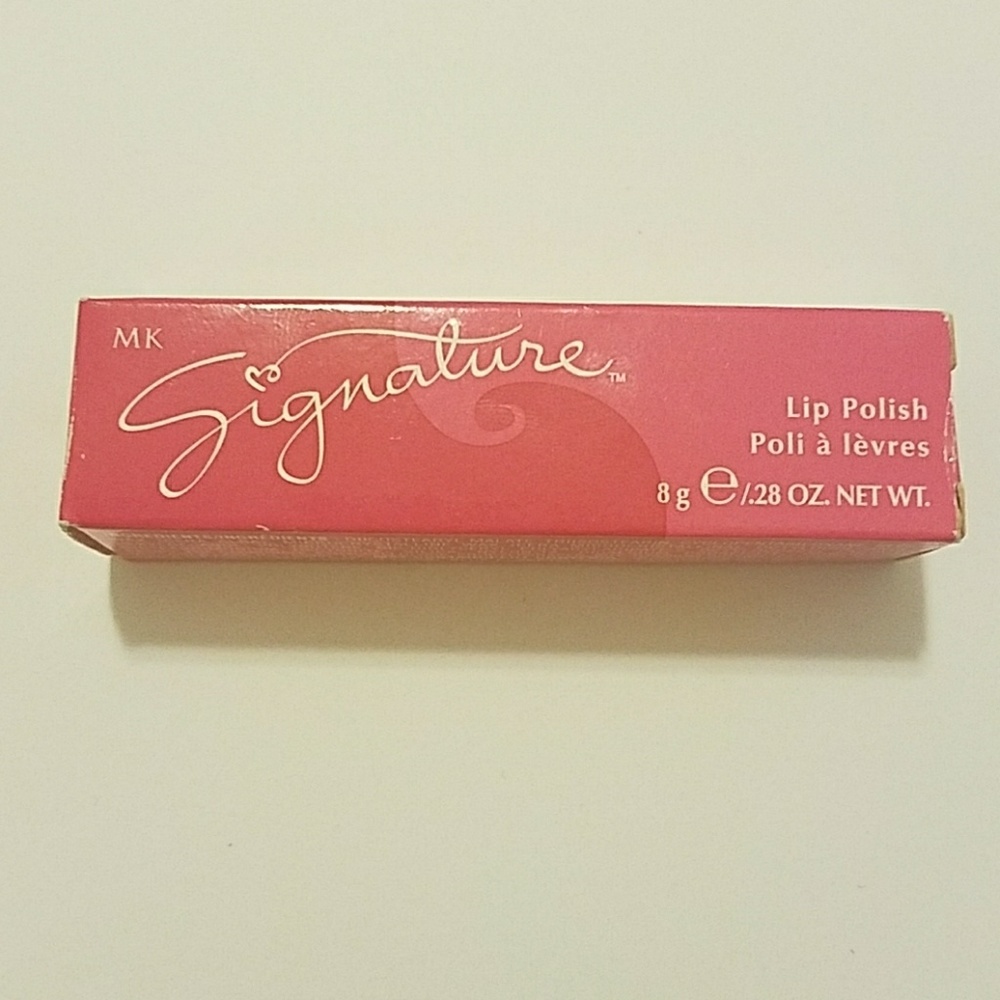 MK
Signature™
Lip Polish
Poli à lèvres
8 g ℮/.28 OZ. NET WT.